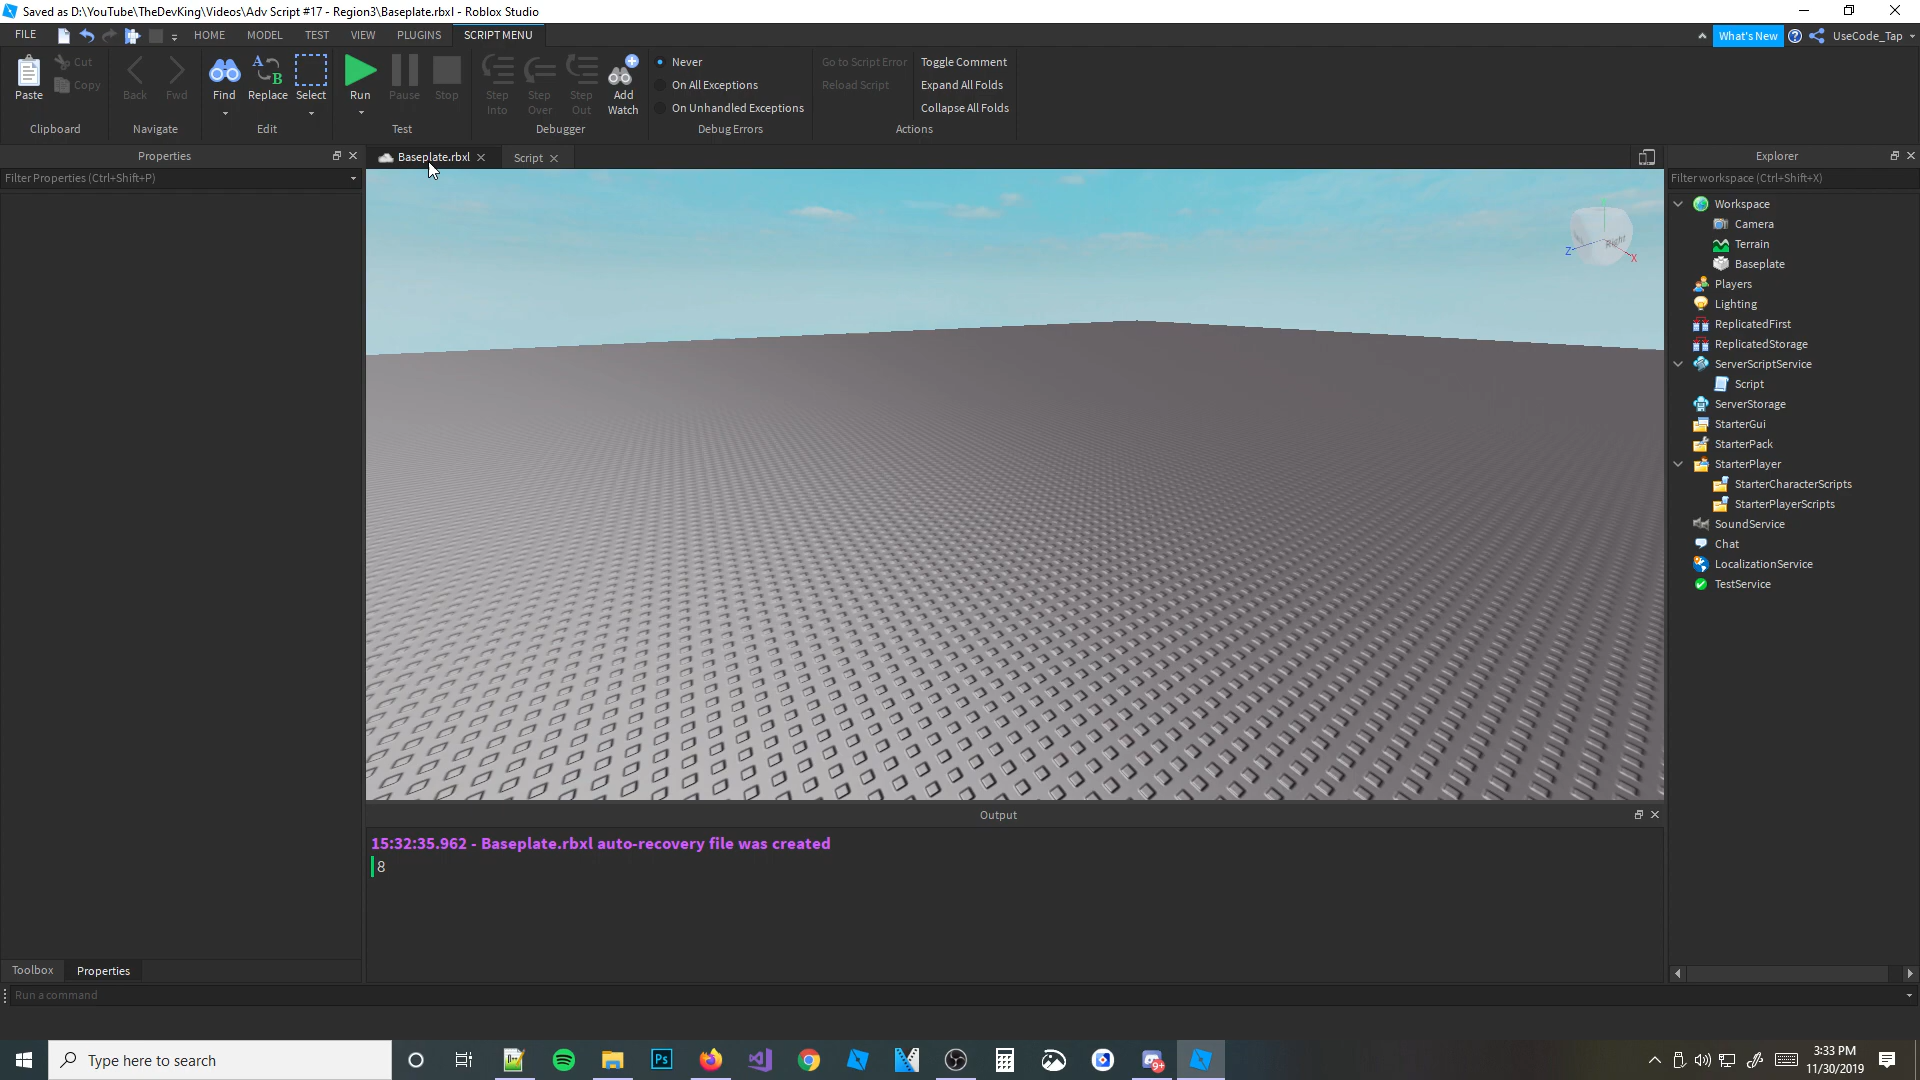 Saved as D:\YouTube\TheDevKing\Videos\Adv Script #17 - Region3\Baseplate.rbxl - Roblox Studio
FILE HOME MODEL TEST VIEW PLUGINS SCRIPT MENU What's New UseCode_Tap
Paste
Cut
Copy
Clipboard
Back
Fwd
Navigate
Find
Replace
Select
Edit
Run
Pause
Stop
Test
Step Into
Step Over
Step Out
Add Watch
Debugger
Never
On All Exceptions
On Unhandled Exceptions
Debug Errors
Go to Script Error
Reload Script
Toggle Comment
Expand All Folds
Collapse All Folds
Actions
Properties
Filter Properties (Ctrl+Shift+P)
Baseplate.rbxl
Script
Right
Z
X
Explorer
Filter workspace (Ctrl+Shift+X)
Workspace
Camera
Terrain
Baseplate
Players
Lighting
ReplicatedFirst
ReplicatedStorage
ServerScriptService
Script
ServerStorage
StarterGui
StarterPack
StarterPlayer
StarterCharacterScripts
StarterPlayerScripts
SoundService
Chat
LocalizationService
TestService
Output
15:32:35.962 - Baseplate.rbxl auto-recovery file was created
8
Toolbox
Properties
Run a command
Type here to search
Ps
3:33 PM
11/30/2019